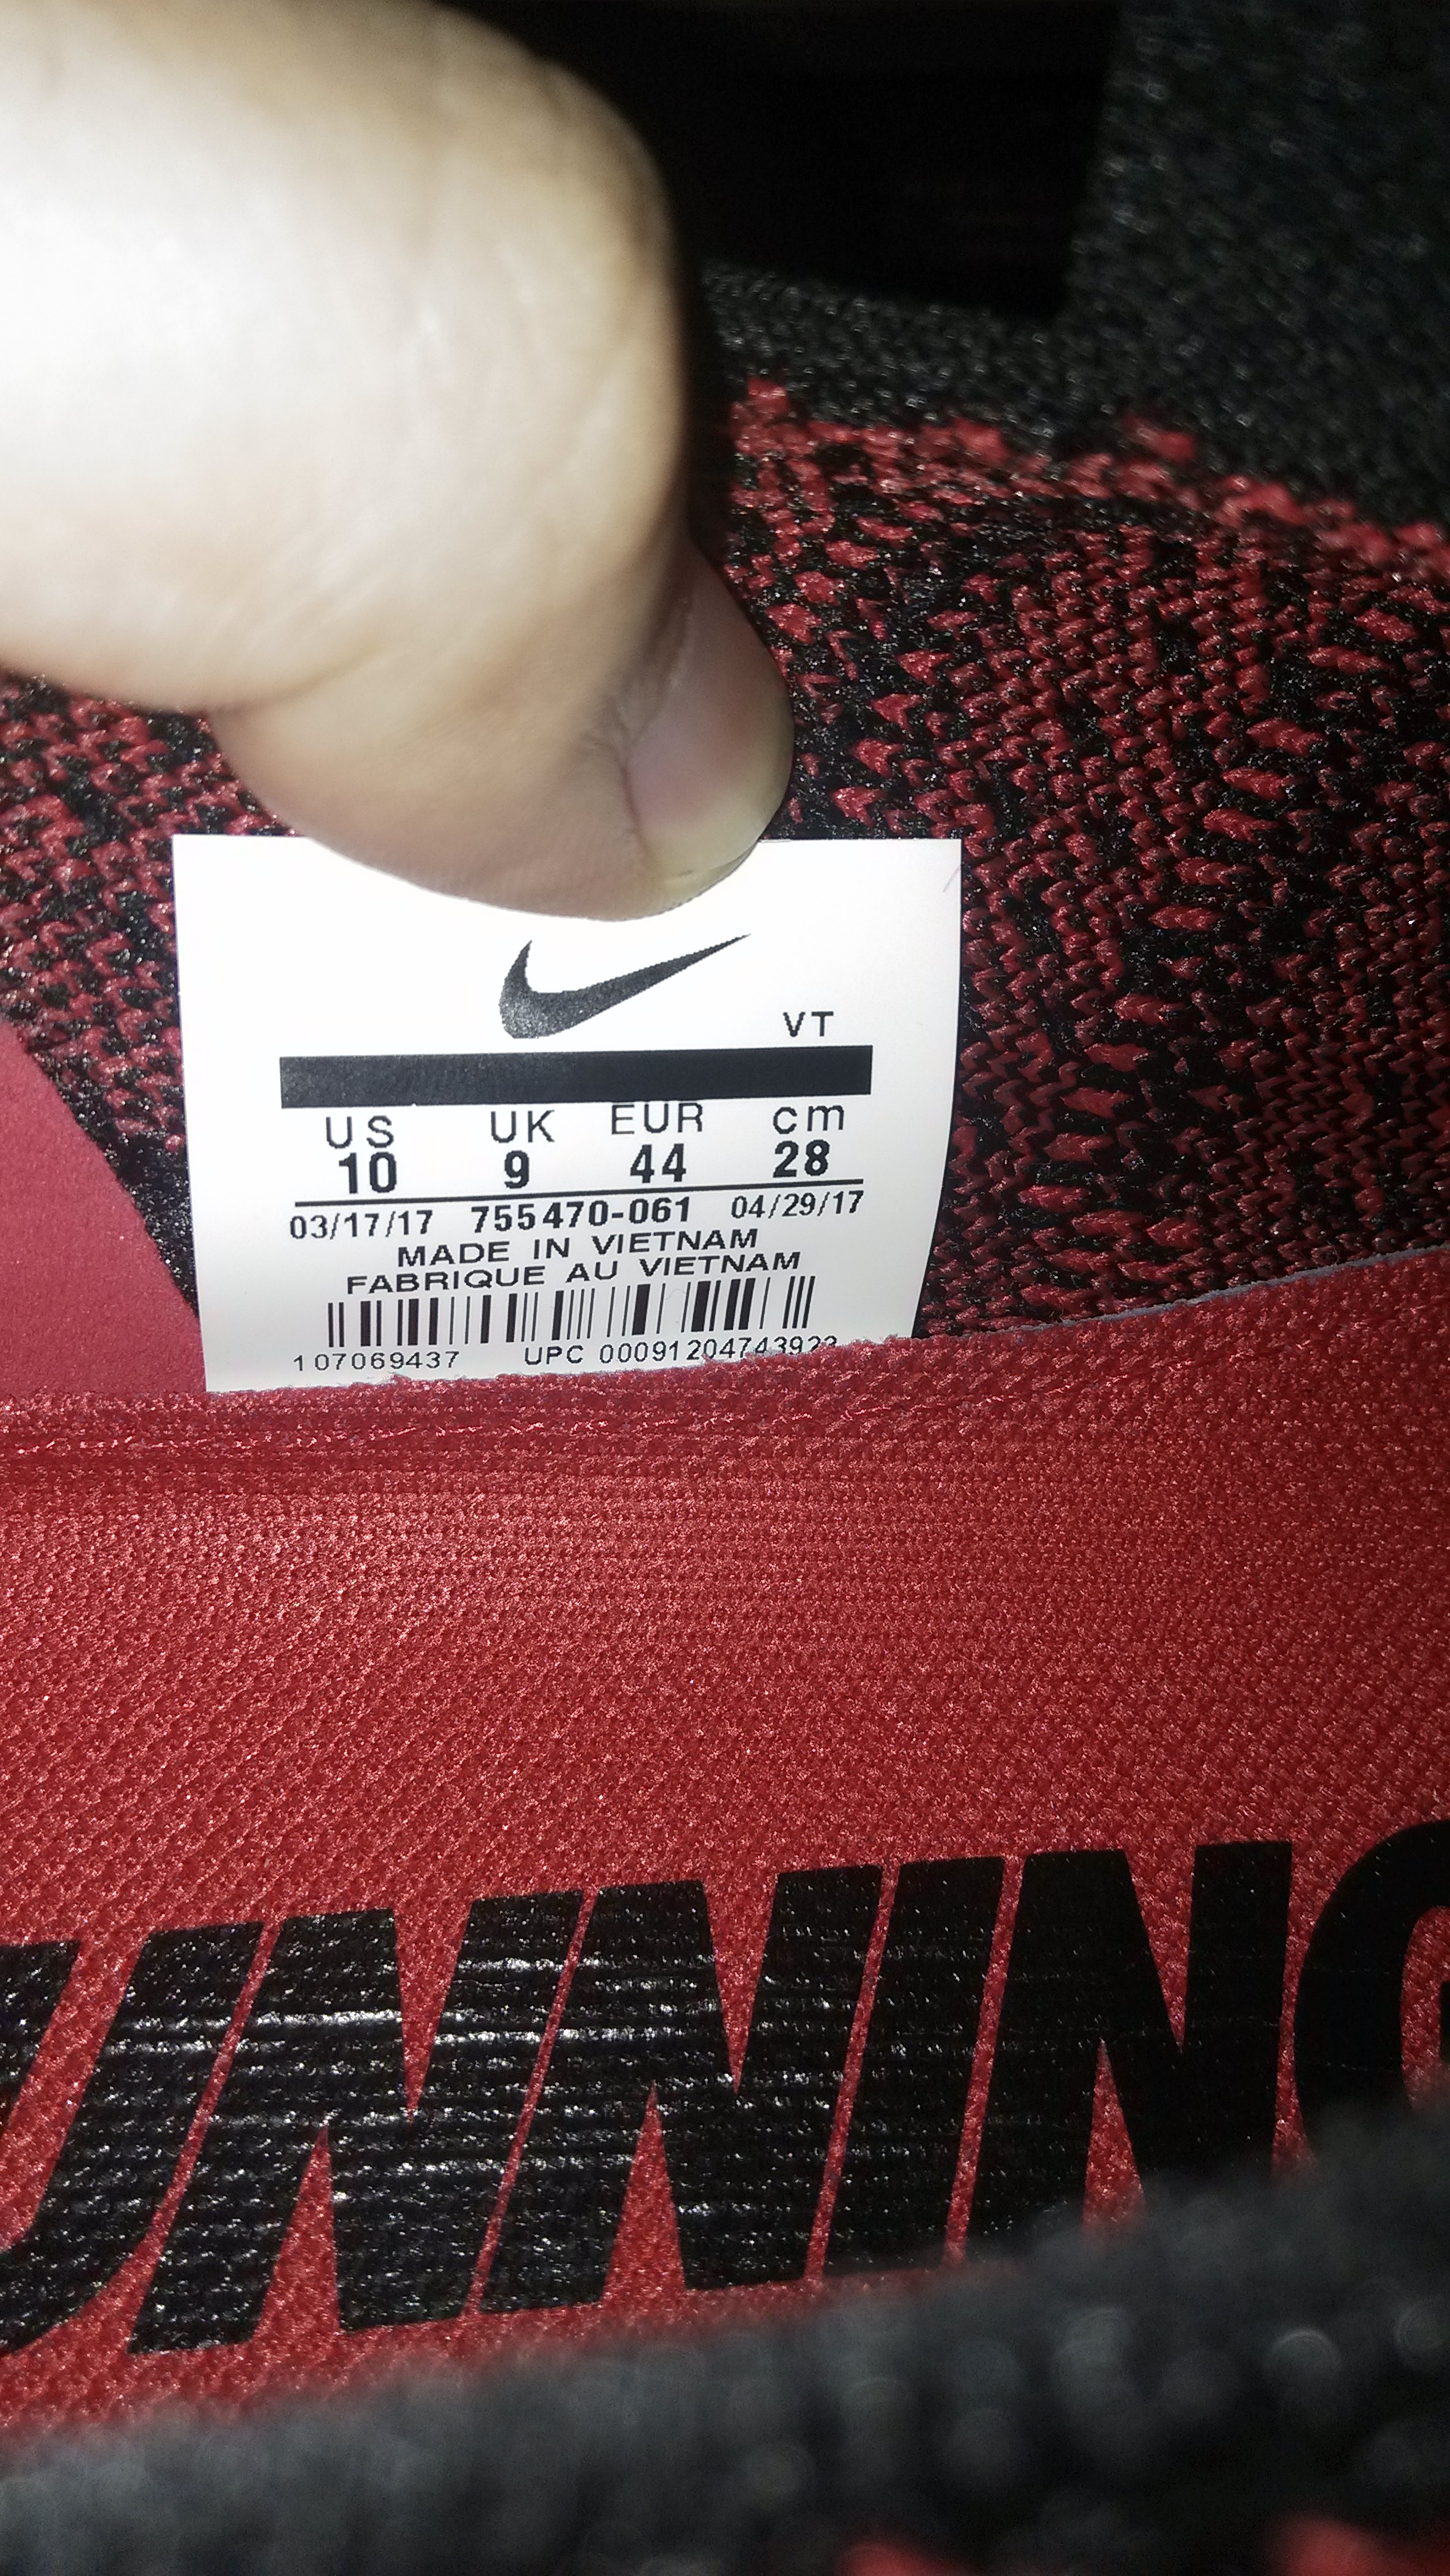 VT
US UK EUR cm
10 9 44 28
03/17/17 755470-061 04/29/17
MADE IN VIETNAM
FABRIQUE AU VIETNAM
107069437 UPC 00091204743923
UNNING